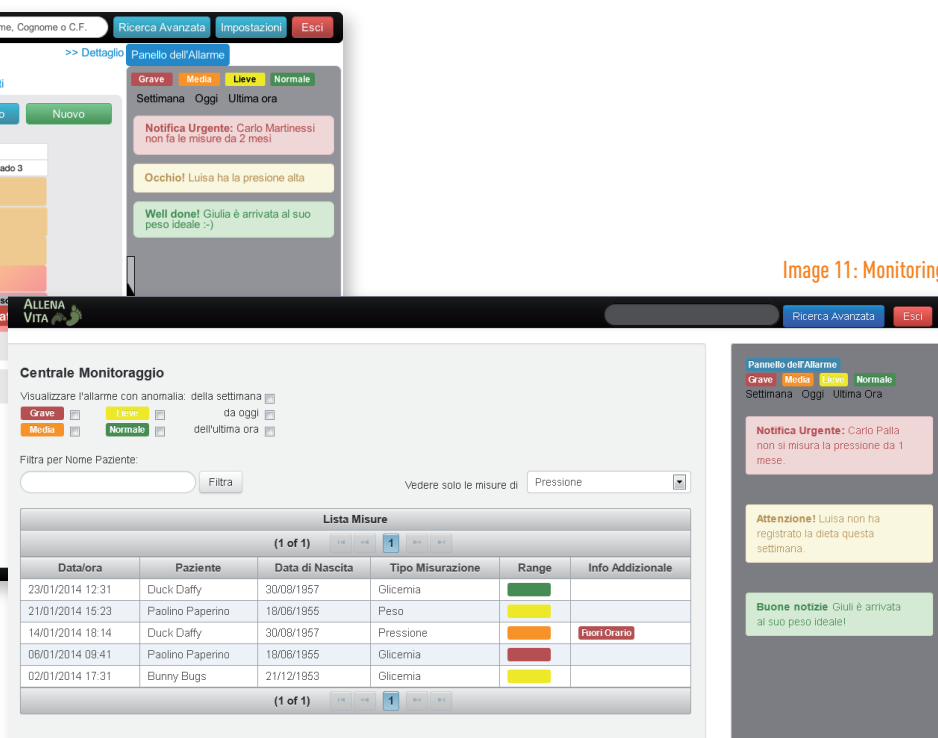 me, Cognome o C.F. Ricerca Avanzata Impostazioni Esci
>> Dettaglio Panello dell'Allarme
Grave Media Lieve Normale
Settimana Oggi Ultima ora
Nuovo
Notifica Urgente: Carlo Martinessi
non fa le misure da 2 mesi
ado 3
Occhio! Luisa ha la presione alta
Well done! Giulia è arrivata al suo
peso ideale :-)
Image 11: Monitoring
ALLENA
VITA
Ricerca Avanzata Esci
Centrale Monitoraggio
Visualizzare l'allarme con anomalia: della settimana
Grave Lieve da oggi
Media Normale dell'ultima ora
Filtra per Nome Paziente:
Filtra Vedere solo le misure di Pressione
Lista Misure
(1 of 1) 1
Data/ora Paziente Data di Nascita Tipo Misurazione Range Info Addizionale
23/01/2014 12:31 Duck Daffy 30/08/1957 Glicemia
21/01/2014 15:23 Paolino Paperino 18/06/1955 Peso
14/01/2014 18:14 Duck Daffy 30/08/1957 Pressione Fuori Orario
06/01/2014 09:41 Paolino Paperino 18/06/1955 Glicemia
02/01/2014 17:31 Bunny Bugs 21/12/1953 Glicemia
(1 of 1) 1
Pannello dell'Allarme
Grave Media Lieve Normale
Settimana Oggi Ultima Ora
Notifica Urgente: Carlo Palla
non si misura la pressione da 1
mese.
Attenzione! Luisa non ha
registrato la dieta questa
settimana.
Buone notizie Giuli è arrivata
al suo peso ideale!